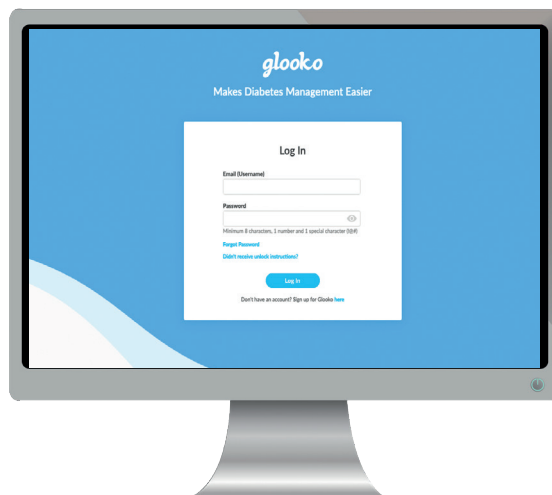 glooko
Makes Diabetes Management Easier
Log In
Email (Username)
Password
Minimum 8 characters, 1 number and 1 special character (!@#)
Forgot Password
Didn't receive unlock instructions?
Log In
Don't have an account? Sign up for Glooko here